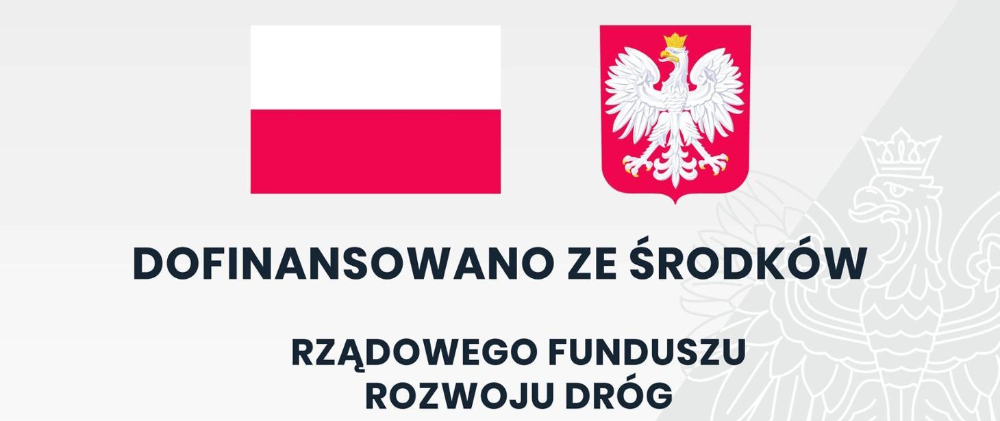 DOFINANSOWANO ZE ŚRODKÓW
RZĄDOWEGO FUNDUSZU
ROZWOJU DRÓG